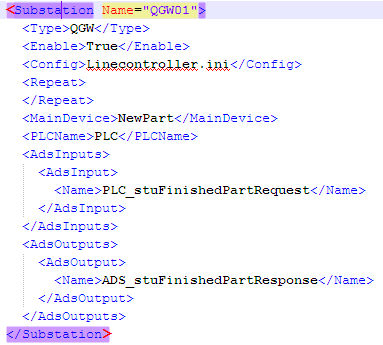 <Substation Name="QGW01">
<Type>QGW</Type>
<Enable>True</Enable>
<Config>Linecontroller.ini</Config>
<Repeat>
</Repeat>
<MainDevice>NewPart</MainDevice>
<PLCName>PLC</PLCName>
<AdsInputs>
<AdsInput>
<Name>PLC_stuFinishedPartRequest</Name>
</AdsInput>
</AdsInputs>
<AdsOutputs>
<AdsOutput>
<Name>ADS_stuFinishedPartResponse</Name>
</AdsOutput>
</AdsOutputs>
</Substation>